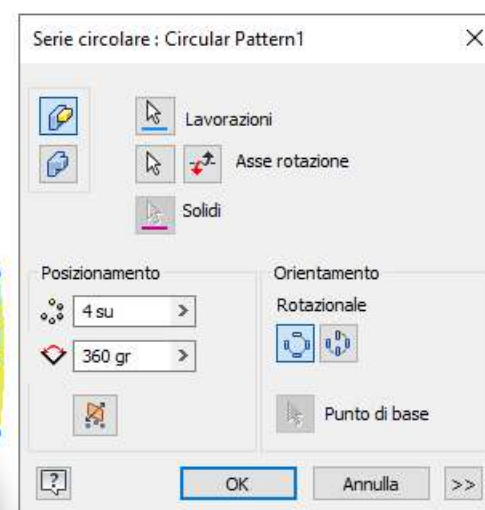 Serie circolare : Circular Pattern1
Lavorazioni
Asse rotazione
Solidi
Posizionamento
4 su
>
360 gr
>
Orientamento
Rotazionale
Punto di base
?
OK
Annulla
>>